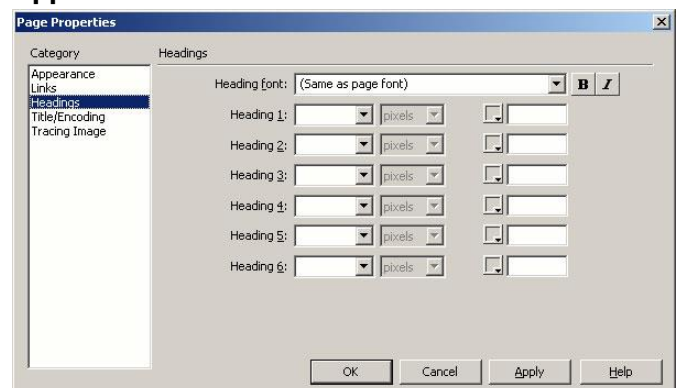 Page Properties
Category
Headings
Appearance
Links
Headings
Title/Encoding
Tracing Image
Heading font: (Same as page font) B I
Heading 1: pixels
Heading 2: pixels
Heading 3: pixels
Heading 4: pixels
Heading 5: pixels
Heading 6: pixels
OK Cancel Apply Help